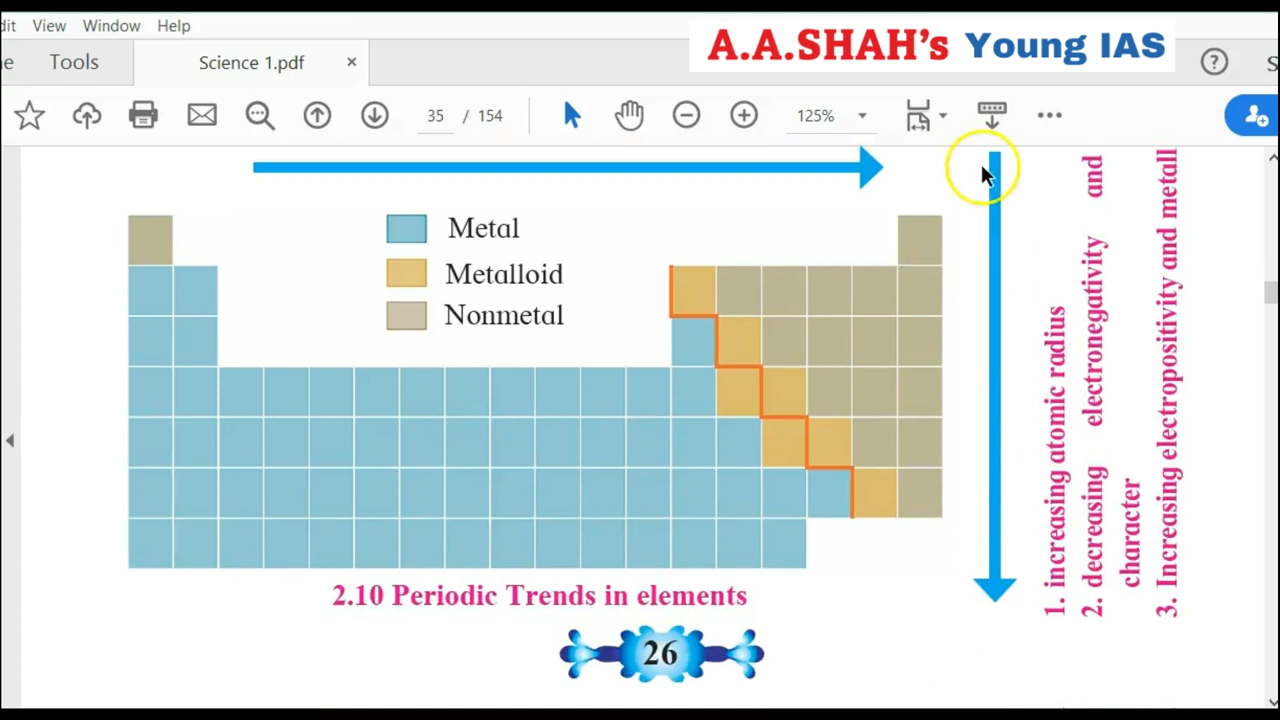 dit View Window Help
A.A.SHAH's Young IAS
e Tools Science 1.pdf ×
? S
35 / 154 125%
Metal
Metalloid
Nonmetal
1. increasing atomic radius
2. decreasing electronegativity and
character
3. Increasing electropositivity and metall
2.10 Periodic Trends in elements
26